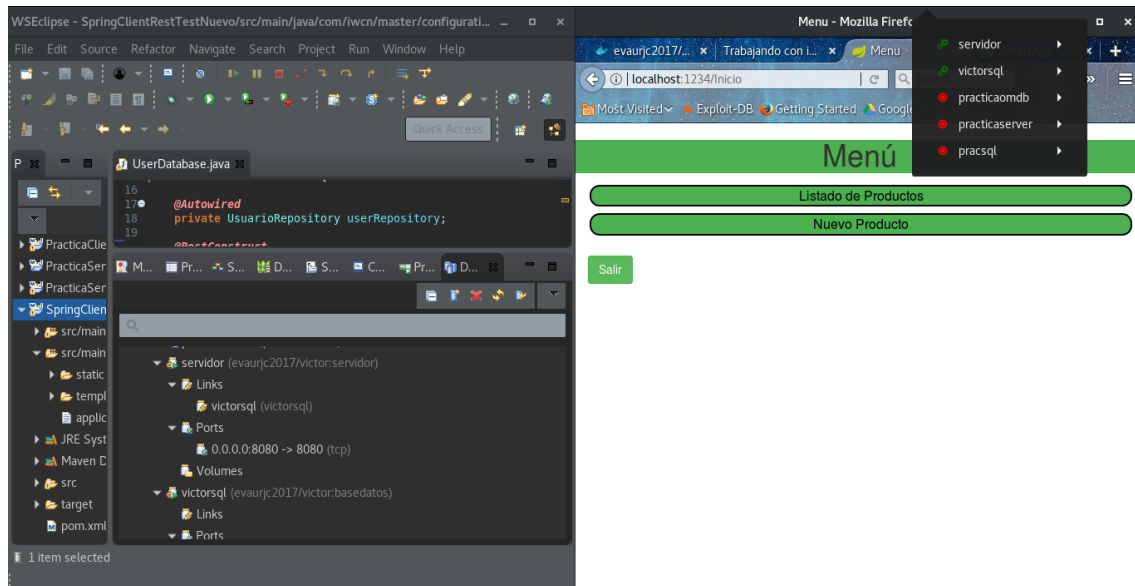 WSEclipse - SpringClientRestTestNuevo/src/main/java/com/iwcn/master/configurati...
File Edit Source Refactor Navigate Search Project Run Window Help
Quick Access
P
UserDatabase.java
16
17 @Autowired
18 private UsuarioRepository userRepository;
19
@PostConstruct
PracticaClie
PracticaSer
PracticaSer
SpringClien
src/main
src/main
static
templ
applic
JRE Syst
Maven D
src
target
pom.xml
M... Pr... S... D... S... C... Pr... D...
servidor (evaurjc2017/victor:servidor)
Links
victorsql (victorsql)
Ports
0.0.0.0:8080 -> 8080 (tcp)
Volumes
victorsql (evaurjc2017/victor:basedatos)
Links
Ports
1 item selected
Menu - Mozilla Firefo
evaurjc2017/... Trabajando con i... Menu
localhost:1234/Inicio
Most Visited Exploit-DB Getting Started Google
servidor
victorsql
practicaomdb
practicaserver
pracsql
Menú
Listado de Productos
Nuevo Producto
Salir